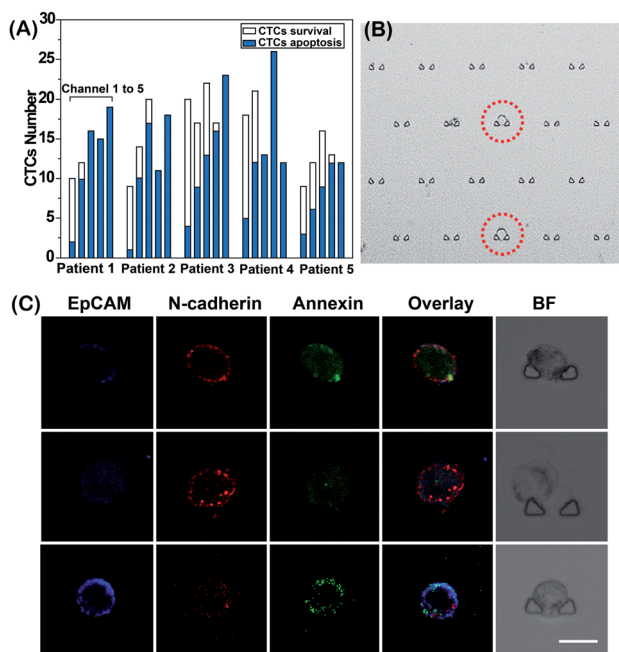 (A)
30
25
20
15
10
5
0
CTCs Number
CTCs survival
CTCs apoptosis
Channel 1 to 5
Patient 1 Patient 2 Patient 3 Patient 4 Patient 5
(B)
(C)
EpCAM N-cadherin Annexin Overlay BF